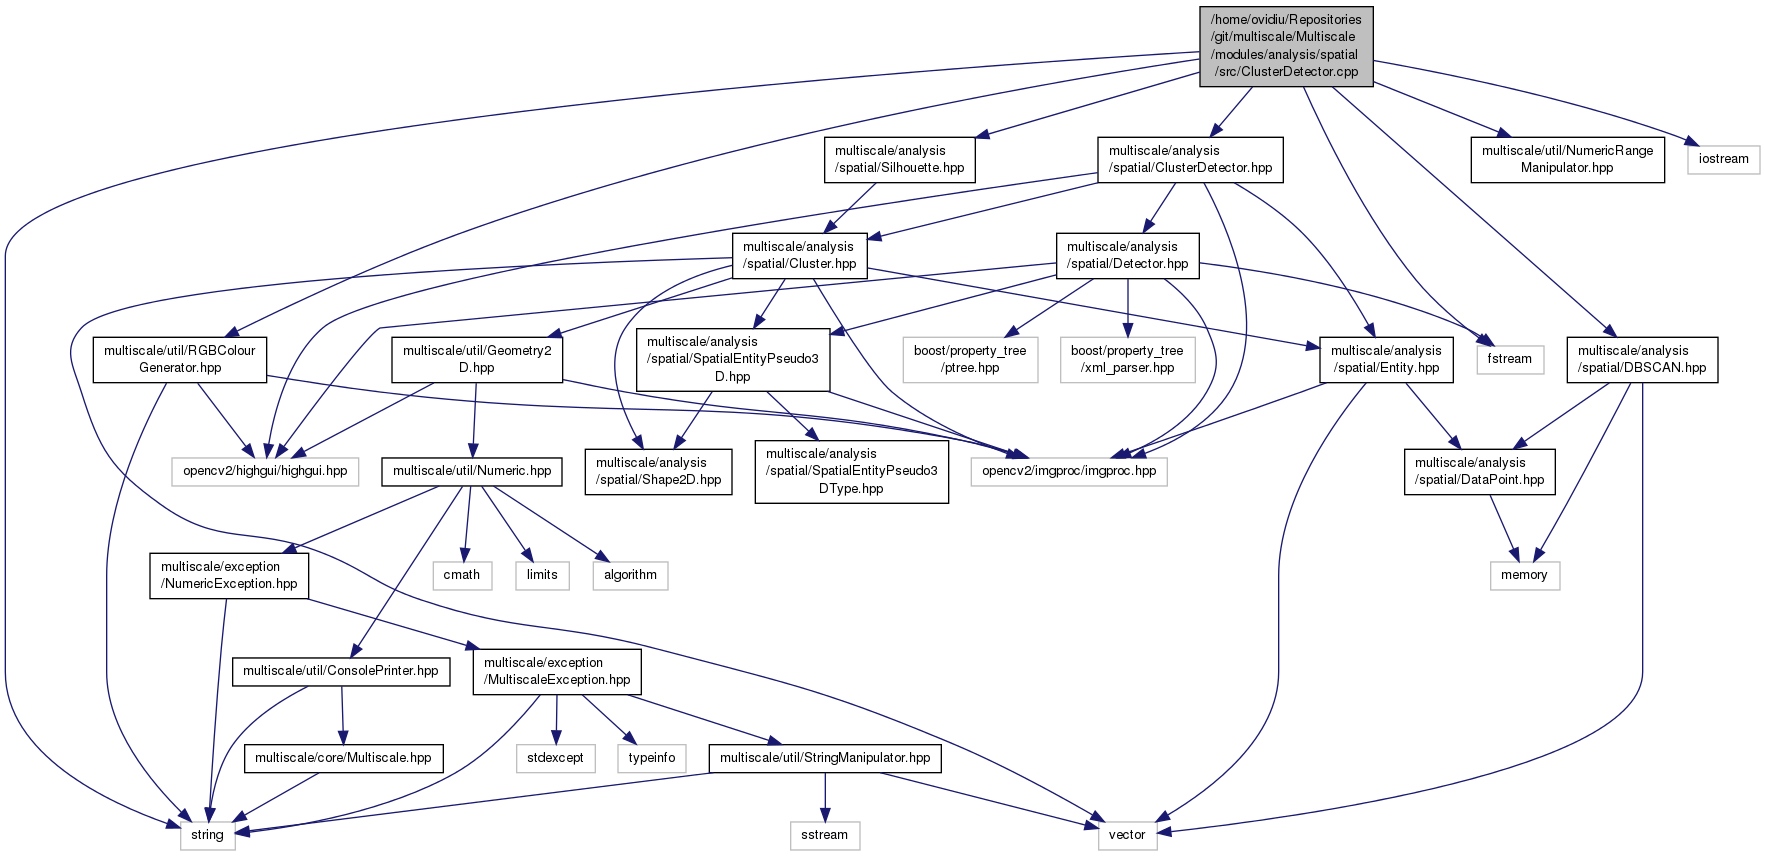 /home/ovidiu/Repositories
/git/multiscale/Multiscale
/modules/analysis/spatial
/src/ClusterDetector.cpp
multiscale/analysis
/spatial/Silhouette.hpp
multiscale/analysis
/spatial/ClusterDetector.hpp
multiscale/util/NumericRange
Manipulator.hpp
iostream
multiscale/analysis
/spatial/Cluster.hpp
multiscale/analysis
/spatial/Detector.hpp
multiscale/util/RGBColour
Generator.hpp
multiscale/util/Geometry2
D.hpp
multiscale/analysis
/spatial/SpatialEntityPseudo3
D.hpp
boost/property_tree
/ptree.hpp
boost/property_tree
/xml_parser.hpp
multiscale/analysis
/spatial/Entity.hpp
fstream
multiscale/analysis
/spatial/DBSCAN.hpp
opencv2/highgui/highgui.hpp
multiscale/util/Numeric.hpp
multiscale/analysis
/spatial/Shape2D.hpp
multiscale/analysis
/spatial/SpatialEntityPseudo3
DType.hpp
opencv2/imgproc/imgproc.hpp
multiscale/analysis
/spatial/DataPoint.hpp
multiscale/exception
/NumericException.hpp
cmath
limits
algorithm
memory
multiscale/util/ConsolePrinter.hpp
multiscale/exception
/MultiscaleException.hpp
multiscale/core/Multiscale.hpp
stdexcept
typeinfo
multiscale/util/StringManipulator.hpp
string
sstream
vector